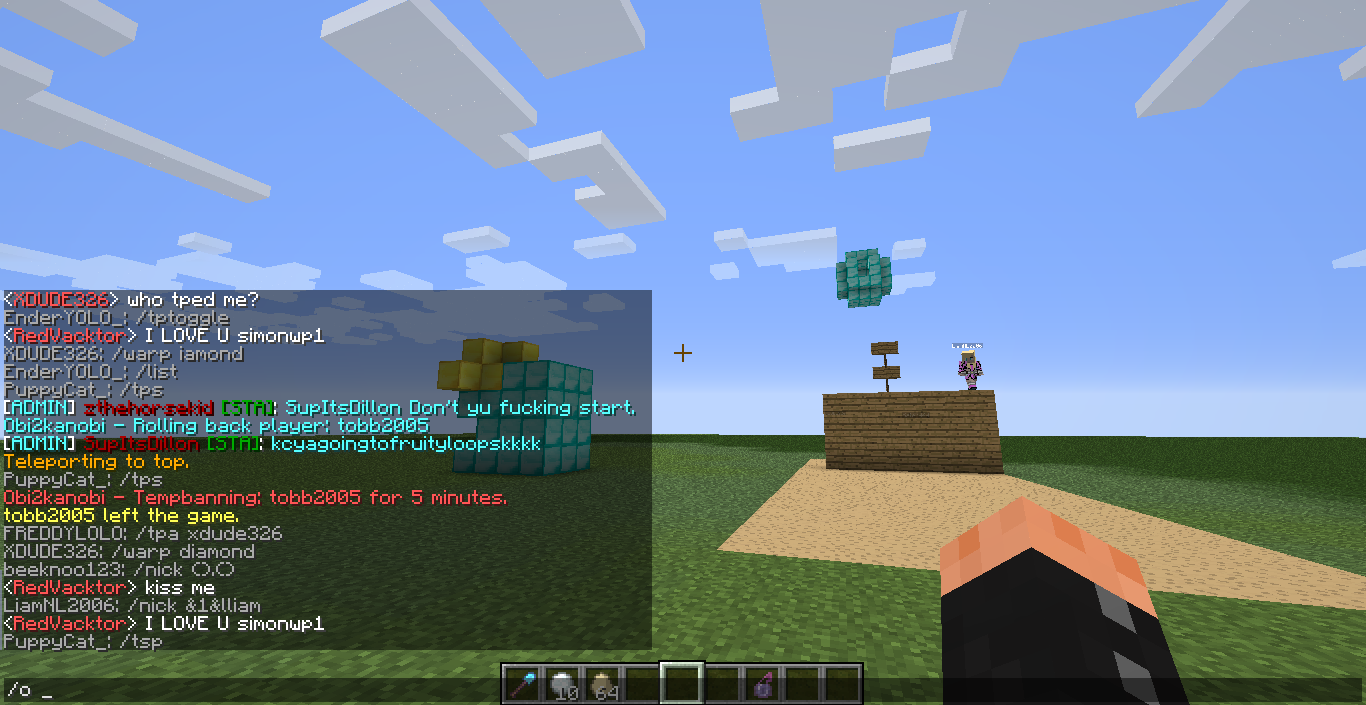 <XDUDE326> who tped me?
EnderYOLO_: /tptoggle
<RedVacktor> I LOVE U simonwp1
XDUDE326: /warp iamond
EnderYOLO_: /list
PuppyCat_: /tps
[ADMIN] zthehorsekid [STA]: SupItsDillon Don't yu fucking start.
Obi2kanobi - Rolling back player: tobb2005
[ADMIN] SupItsDillon [STA]: kcyagoingtofruityloopskkkk
Teleporting to top.
PuppyCat_: /tps
Obi2kanobi - Tempbanning: tobb2005 for 5 minutes.
tobb2005 left the game.
FREDDYLOLO: /tpa xdude326
XDUDE326: /warp diamond
beeknoo123: /nick O,O
<RedVacktor> kiss me
LiamNL2006: /nick &1&lliam
<RedVacktor> I LOVE U simonwp1
PuppyCat_: /tsp
/o _
10
64